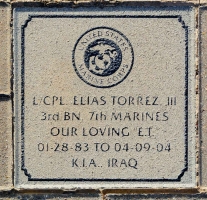 UNITED STATES
MARINE CORPS
L/CPL. ELIAS TORREZ, III
3rd BN. 7th MARINES
OUR LOVING "E.T."
01-28-83 TO 04-09-04
K.I.A., IRAQ